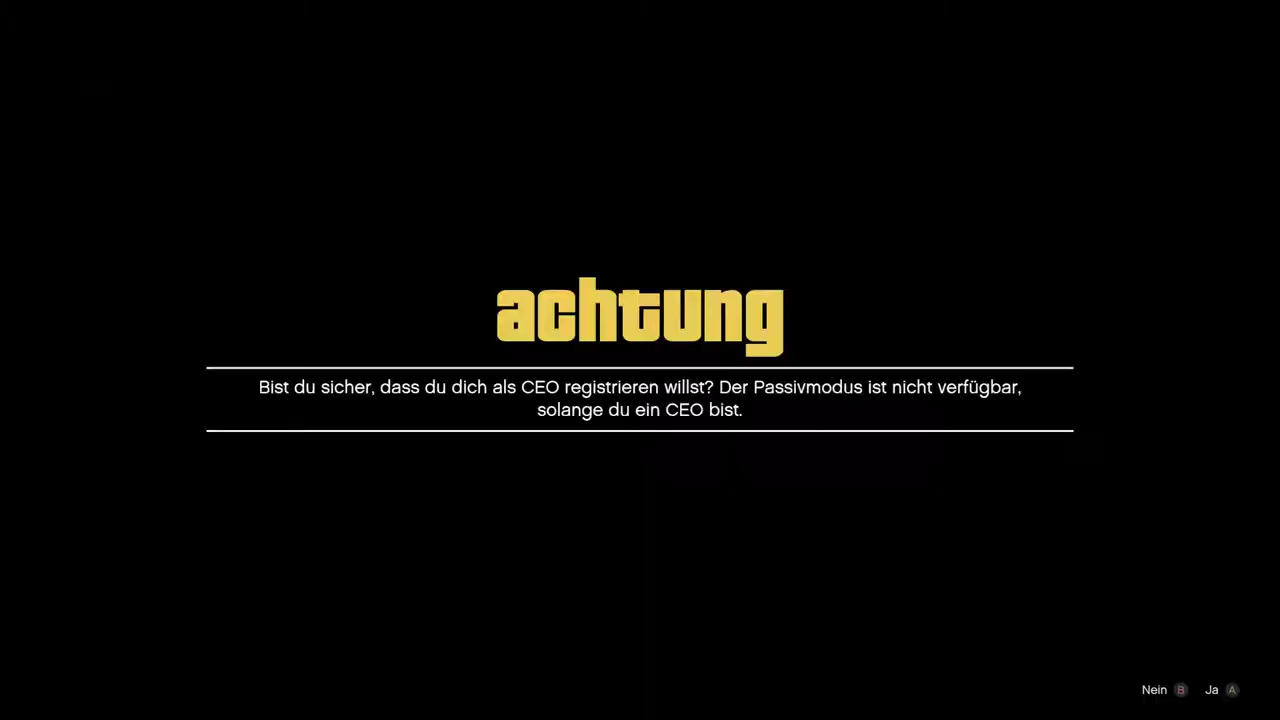 achtung
Bist du sicher, dass du dich als CEO registrieren willst? Der Passivmodus ist nicht verfügbar,
solange du ein CEO bist.
Nein B Ja A